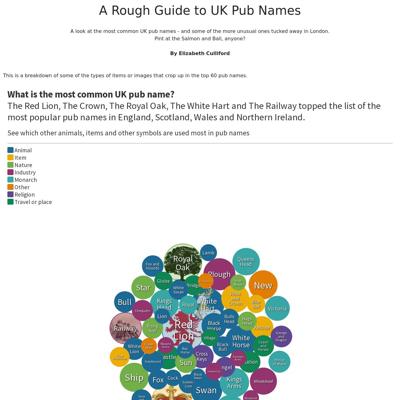 A Rough Guide to UK Pub Names
A look at the most common UK pub names - and some of the more unusual ones tucked away in London.
Pint at the Salmon and Ball, anyone?
By Elizabeth Culliford
This is a breakdown of some of the types of items or images that crop up in the top 60 pub names.
What is the most common UK pub name?
The Red Lion, The Crown, The Royal Oak, The White Hart and The Railway topped the list of the
most popular pub names in England, Scotland, Wales and Northern Ireland.
See which other animals, items and other symbols are used most in pub names
Animal
Item
Nature
Industry
Monarch
Other
Religion
Travel or place
Lamb
Royal
Oak
Queens
Head
Plough
Star
New
Bull
Kings
Head
White
Hart
Victoria
Railway
Lion
Red
Lion
Black
Horse
White
Horse
Sun
Cross
Keys
Ship
Fox
Cock
Swan
Kings
Arms